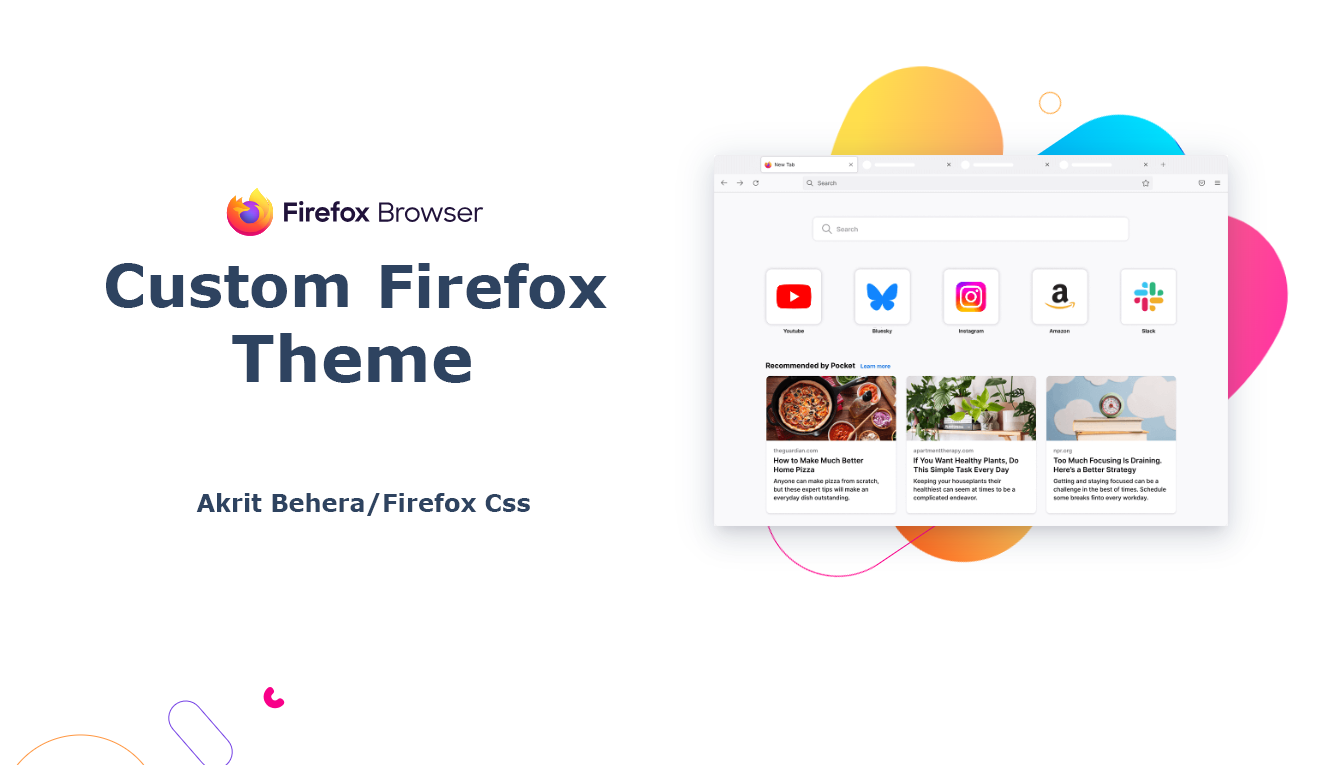 Firefox Browser
Custom Firefox
Theme
Akrit Behera/Firefox Css
New Tab
Search
Search
Youtube
Bluesky
Instagram
Amazon
Slack
Recommended by Pocket Learn more
theguardian.com
How to Make Much Better
Home Pizza
Anyone can make pizza from scratch,
but these expert tips will make an
everyday dish outstanding.
apartmenttherapy.com
If You Want Healthy Plants, Do
This Simple Task Every Day
Keeping your houseplants their
healthiest can seem at times to be a
complicated endeavor.
npr.org
Too Much Focusing Is Draining.
Here's a Better Strategy
Getting and staying focused can be a
challenge in the best of times. Schedule
some breaks finto every workday.